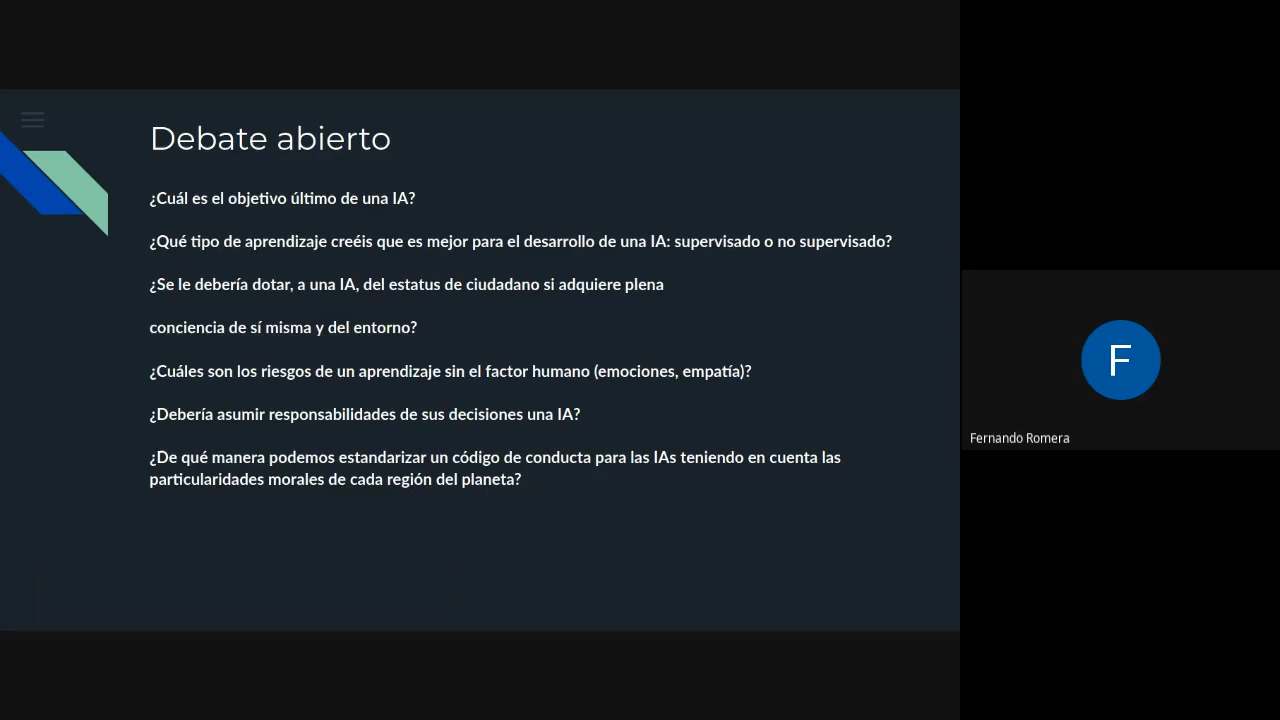 Debate abierto
¿Cuál es el objetivo último de una IA?
¿Qué tipo de aprendizaje creéis que es mejor para el desarrollo de una IA: supervisado o no supervisado?
¿Se le debería dotar, a una IA, del estatus de ciudadano si adquiere plena
conciencia de sí misma y del entorno?
¿Cuáles son los riesgos de un aprendizaje sin el factor humano (emociones, empatía)?
¿Debería asumir responsabilidades de sus decisiones una IA?
¿De qué manera podemos estandarizar un código de conducta para las IAs teniendo en cuenta las
particularidades morales de cada región del planeta?
F
Fernando Romera